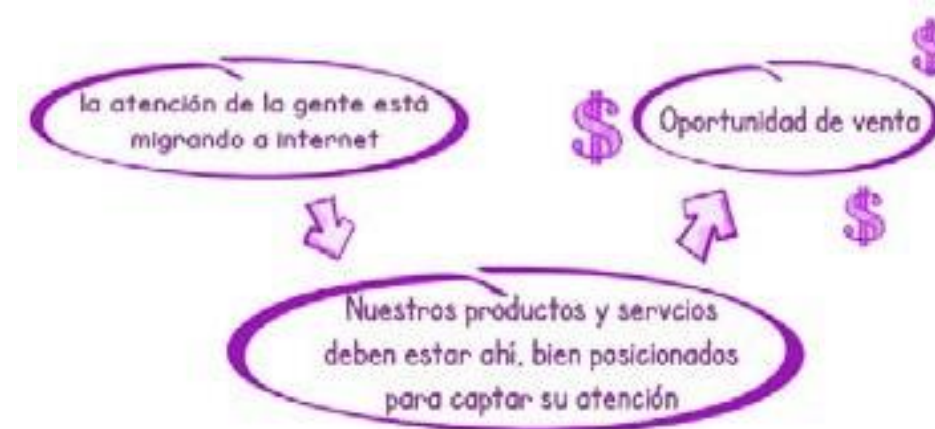 la atención de la gente está
migrando a internet
Nuestros productos y servcios
deben estar ahí, bien posicionados
para captar su atención
$
Oportunidad de venta
$
$